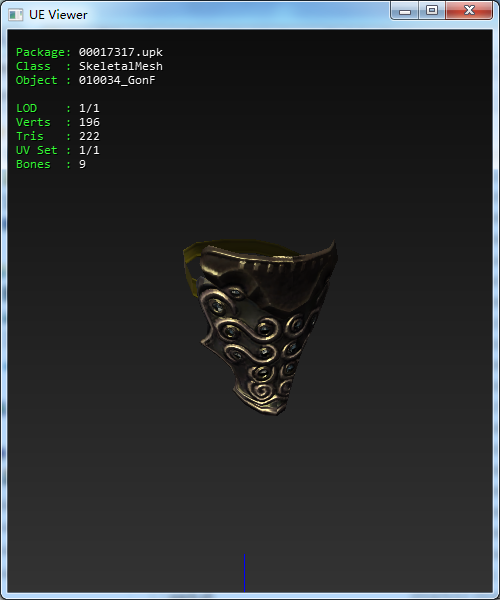 UE Viewer
Package: 00017317.upk
Class : SkeletalMesh
Object : 010034_GonF
LOD : 1/1
Verts : 196
Tris : 222
UV Set : 1/1
Bones : 9